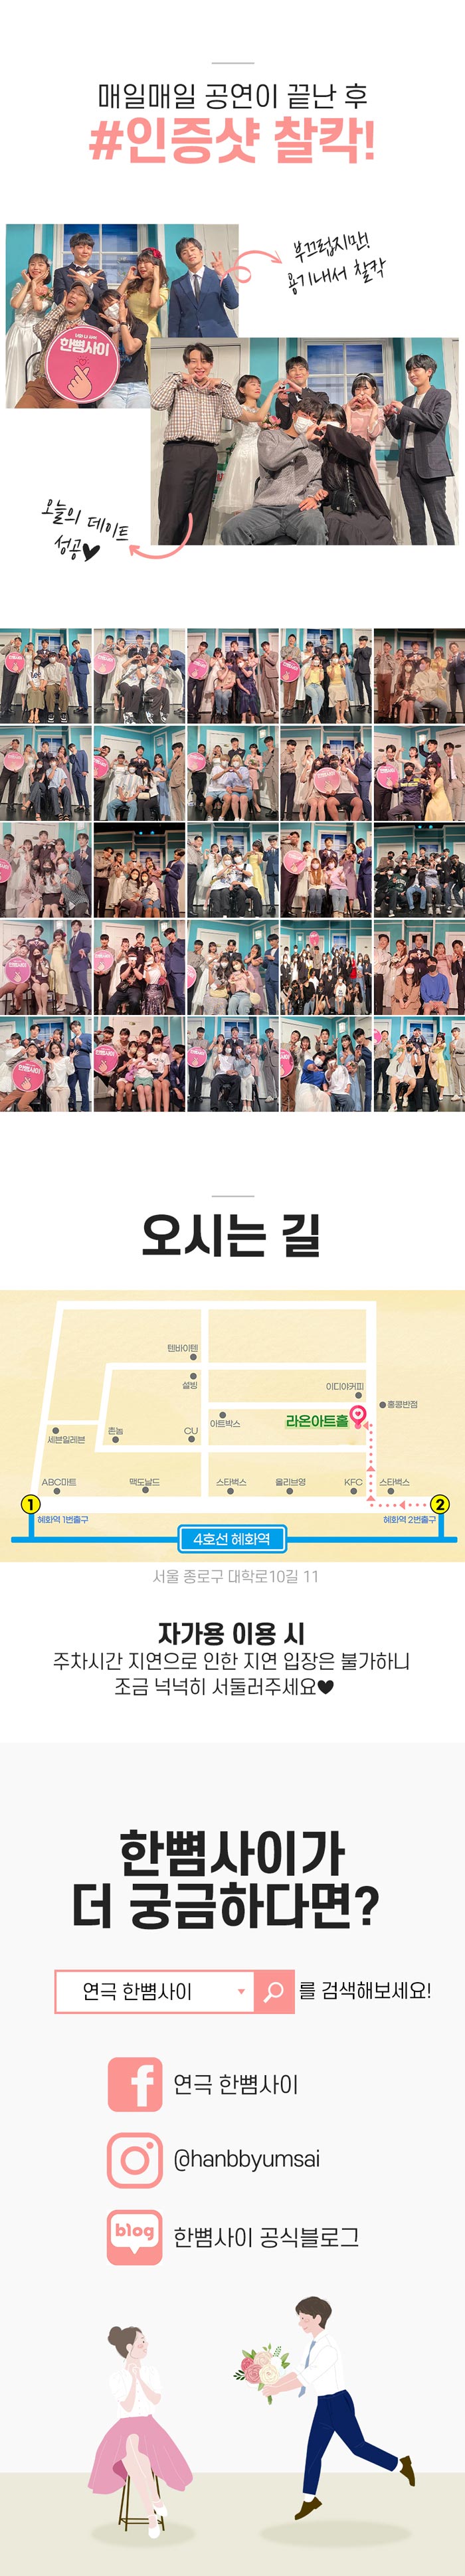 매일매일 공연이 끝난 후
#인증샷 찰칵!
부끄럽지만!
용기내서 찰칵
한뼘사이
오늘의 데이트
성공♥
오시는 길
텐바이텐
설빙
이디야커피
홍콩반점
아트박스
라온아트홀
세븐일레븐
촌놈
CU
ABC마트
맥도날드
스타벅스
올리브영
KFC
스타벅스
1
2
혜화역 1번출구
혜화역 2번출구
4호선 혜화역
서울 종로구 대학로10길 11
자가용 이용 시
주차시간 지연으로 인한 지연 입장은 불가하니
조금 넉넉히 서둘러주세요♥
한뼘사이가
더 궁금하다면?
연극 한뼘사이 를 검색해보세요!
f 연극 한뼘사이
@hanbbyumsai
blog 한뼘사이 공식블로그